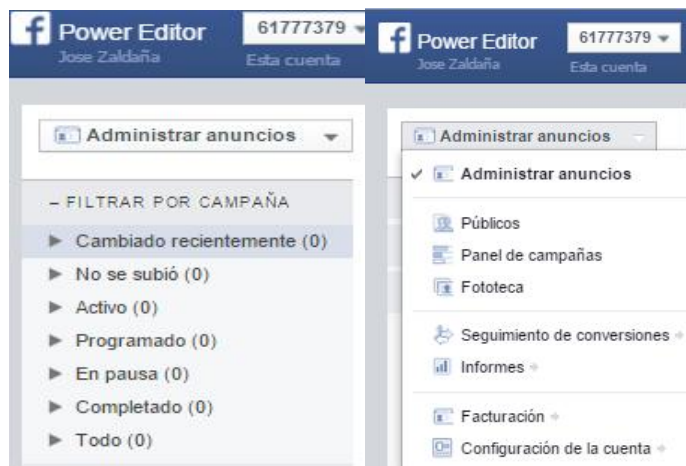 Power Editor
61777379
Jose Zaldaña
Esta cuenta
Administrar anuncios
– FILTRAR POR CAMPAÑA
Cambiado recientemente (0)
No se subió (0)
Activo (0)
Programado (0)
En pausa (0)
Completado (0)
Todo (0)
Power Editor
61777379
Jose Zaldaña
Esta cuenta
Administrar anuncios
Administrar anuncios
Públicos
Panel de campañas
Fototeca
Seguimiento de conversiones
Informes
Facturación
Configuración de la cuenta